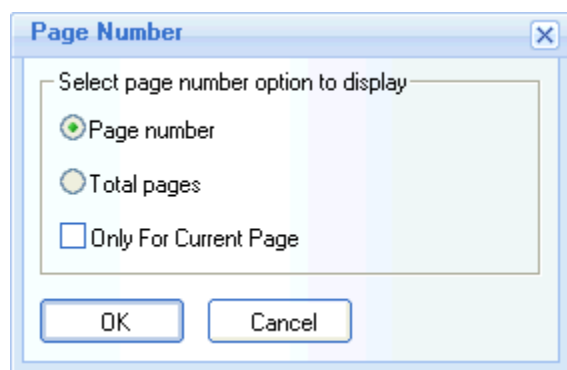 Page Number
Select page number option to display
Page number
Total pages
Only For Current Page
OK Cancel